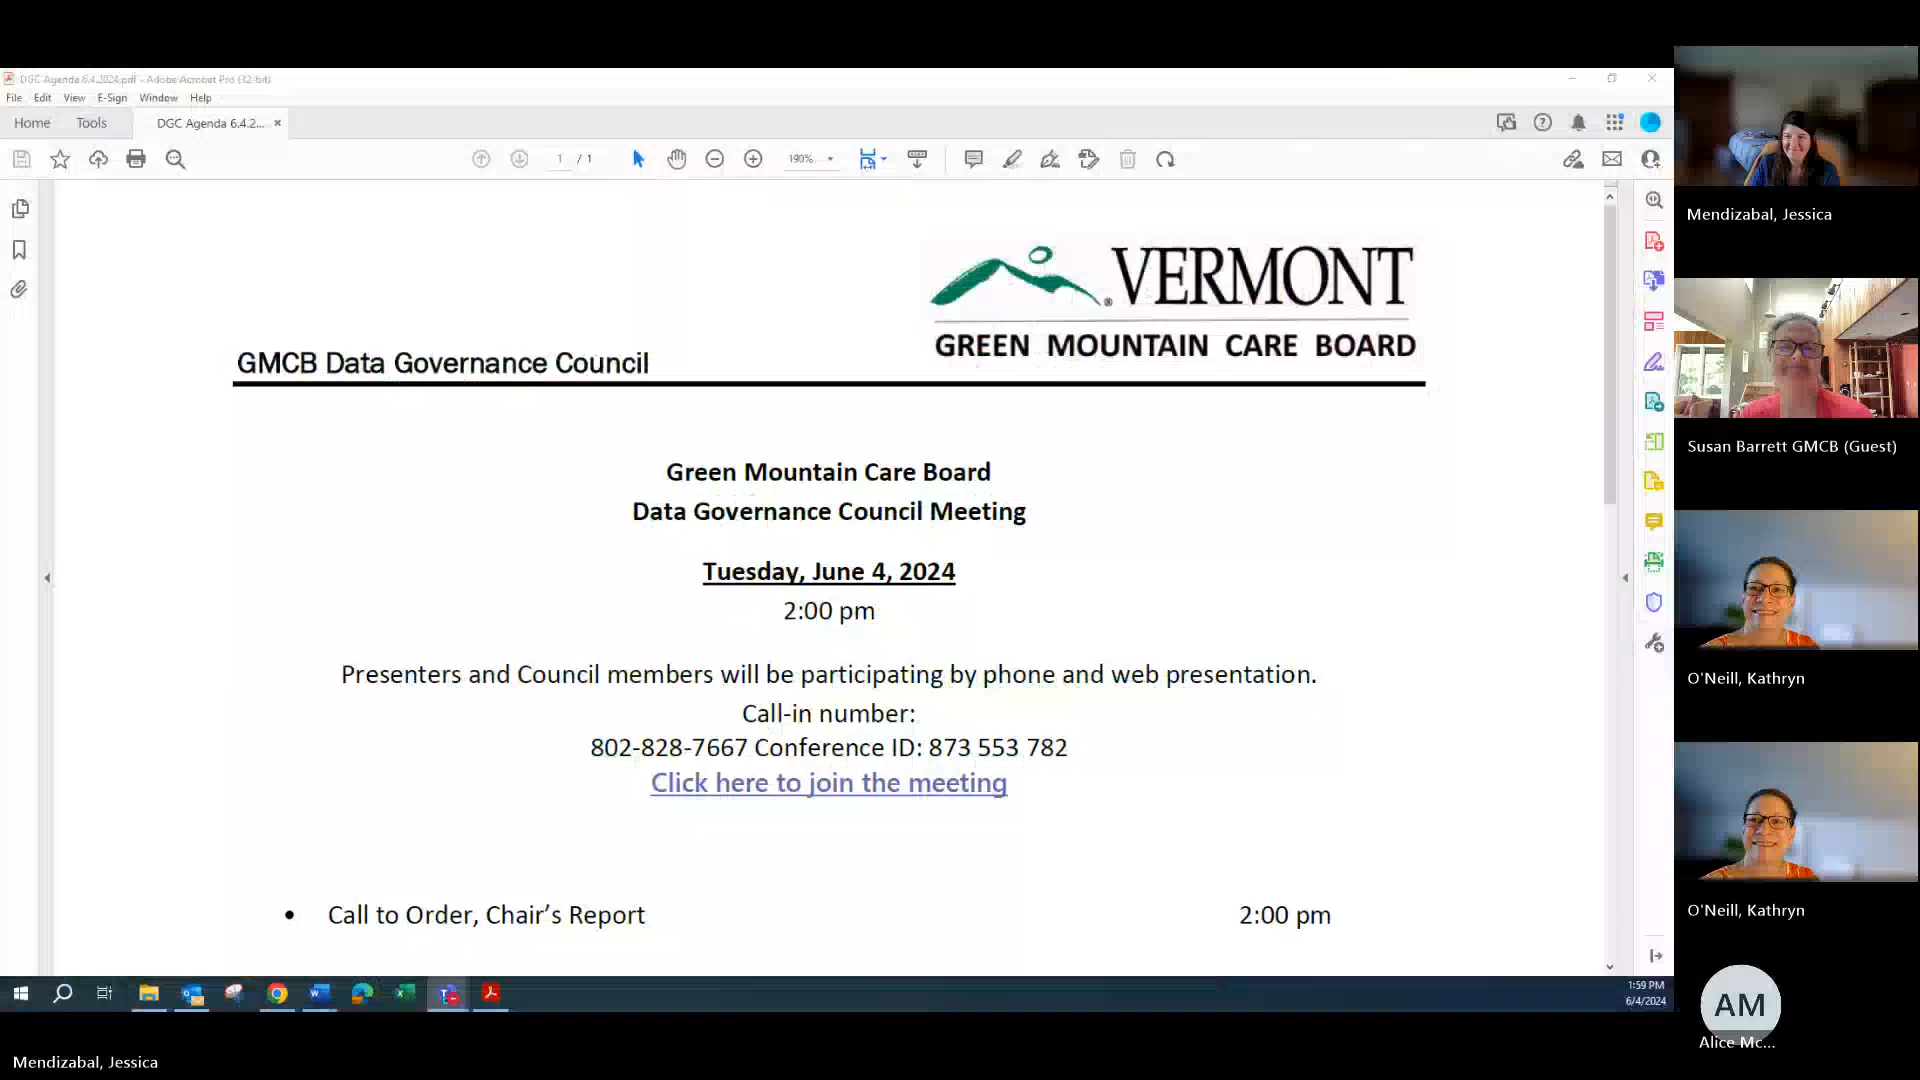 DGC Agenda 6.4.2024.pdf - Adobe Acrobat Pro (32-bit)
File Edit View E-Sign Window Help
Home Tools DGC Agenda 6.4.2... ×
1 / 1 190%
VERMONT
GREEN MOUNTAIN CARE BOARD
GMCB Data Governance Council
Green Mountain Care Board
Data Governance Council Meeting
Tuesday, June 4, 2024
2:00 pm
Presenters and Council members will be participating by phone and web presentation.
Call-in number:
802-828-7667 Conference ID: 873 553 782
Click here to join the meeting
• Call to Order, Chair’s Report 2:00 pm
1:59 PM
6/4/2024
Mendizabal, Jessica
Mendizabal, Jessica
Susan Barrett GMCB (Guest)
O'Neill, Kathryn
O'Neill, Kathryn
AM
Alice Mc...